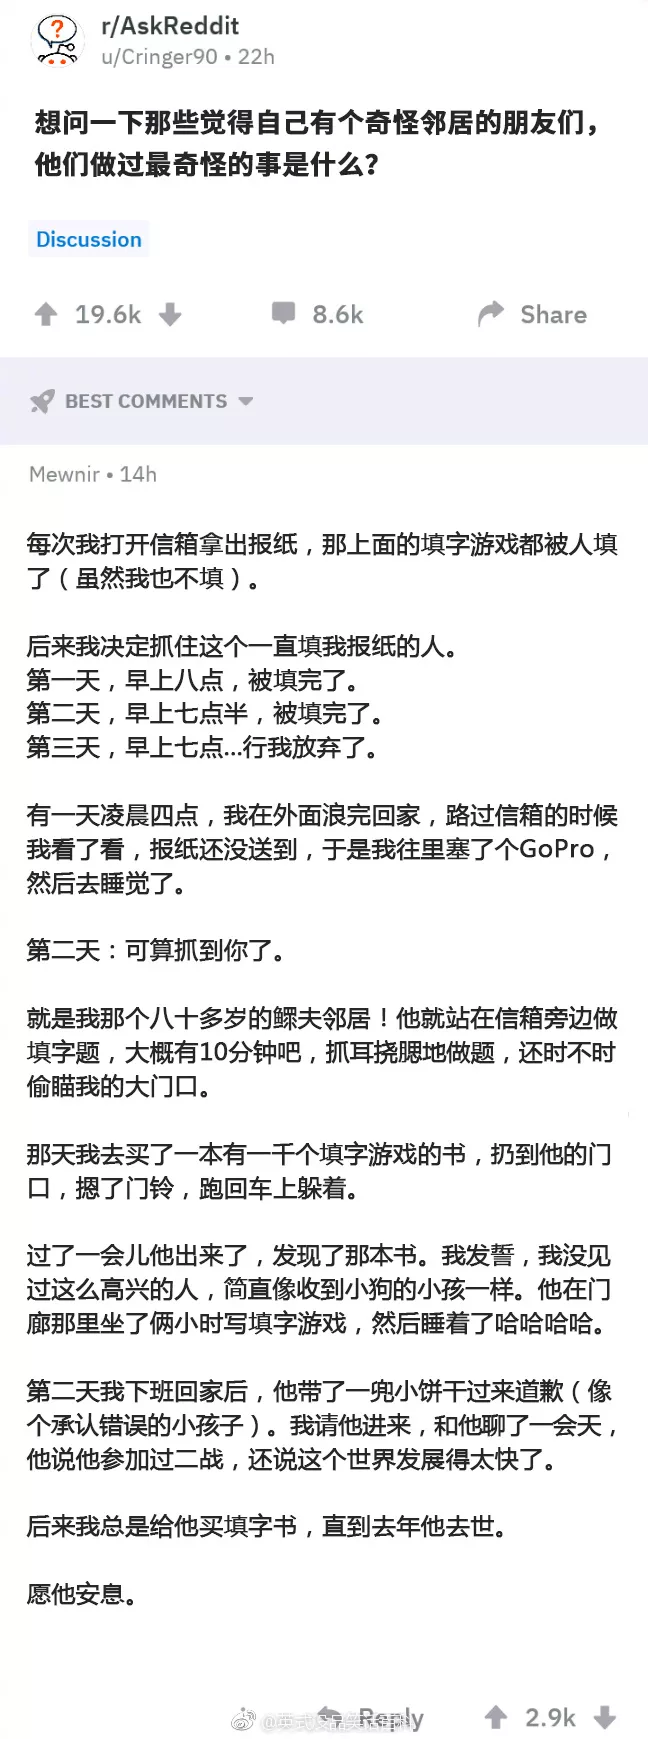 r/AskReddit
u/Cringer90 • 22h
想问一下那些觉得自己有个奇怪邻居的朋友们，
他们做过最奇怪的事是什么？
Discussion
19.6k
8.6k
Share
BEST COMMENTS
Mewnir • 14h
每次我打开信箱拿出报纸，那上面的填字游戏都被人填
了（虽然我也不填）。
后来我决定抓住这个一直填我报纸的人。
第一天，早上八点，被填完了。
第二天，早上七点半，被填完了。
第三天，早上七点...行我放弃了。
有一天凌晨四点，我在外面浪完回家，路过信箱的时候
我看了看，报纸还没送到，于是我往里塞了个GoPro，
然后去睡觉了。
第二天：可算抓到你了。
就是我那个八十多岁的鳏夫邻居！他就站在信箱旁边做
填字题，大概有10分钟吧，抓耳挠腮地做题，还时不时
偷瞄我的大门口。
那天我去买了一本有一千个填字游戏的书，扔到他的门
口，摁了门铃，跑回车上躲着。
过了一会儿他出来了，发现了那本书。我发誓，我没见
过这么高兴的人，简直像收到小狗的小孩一样。他在门
廊那里坐了俩小时写填字游戏，然后睡着了哈哈哈哈。
第二天我下班回家后，他带了一兜小饼干过来道歉（像
个承认错误的小孩子）。我请他进来，和他聊了一会天，
他说他参加过二战，还说这个世界发展得太快了。
后来我总是给他买填字书，直到去年他去世。
愿他安息。
Reply
2.9k